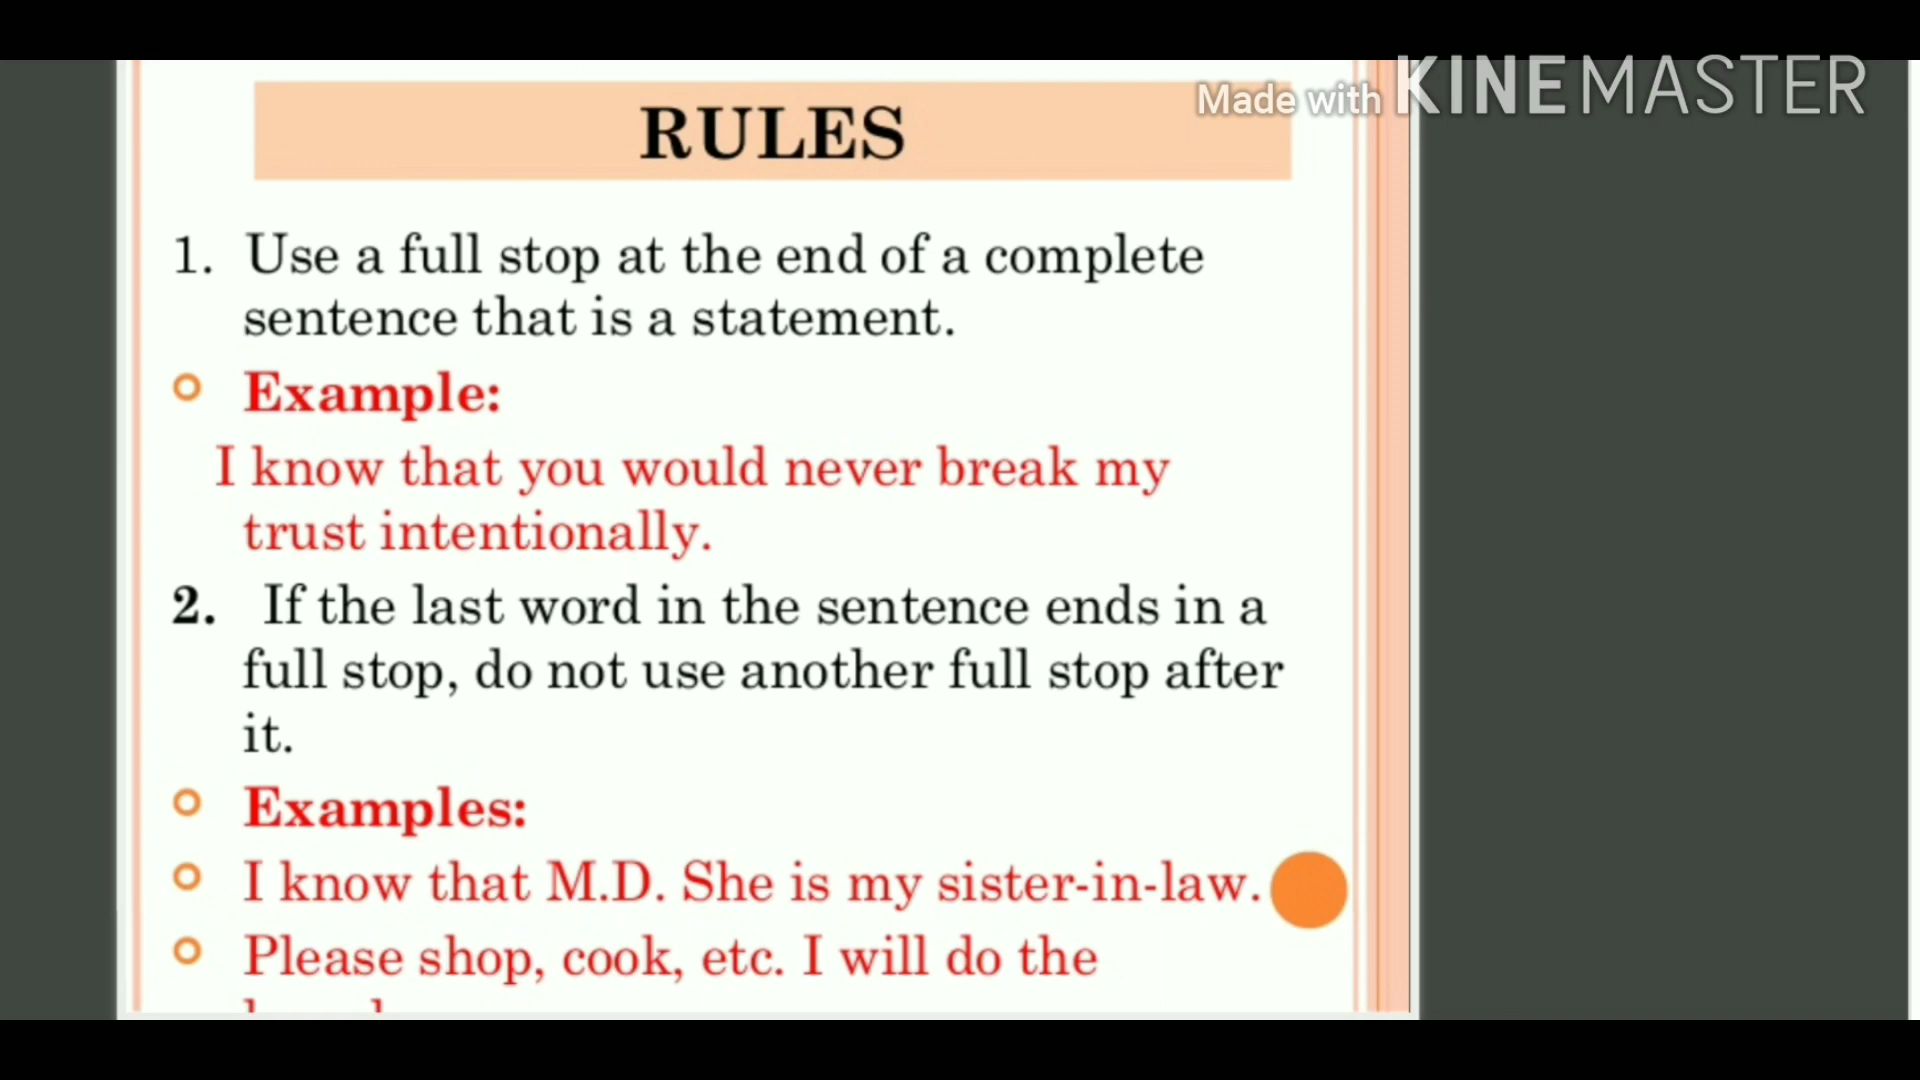 Made with KINEMASTER
RULES
1. Use a full stop at the end of a complete
sentence that is a statement.
Example:
I know that you would never break my
trust intentionally.
2. If the last word in the sentence ends in a
full stop, do not use another full stop after
it.
Examples:
I know that M.D. She is my sister-in-law.
Please shop, cook, etc. I will do the